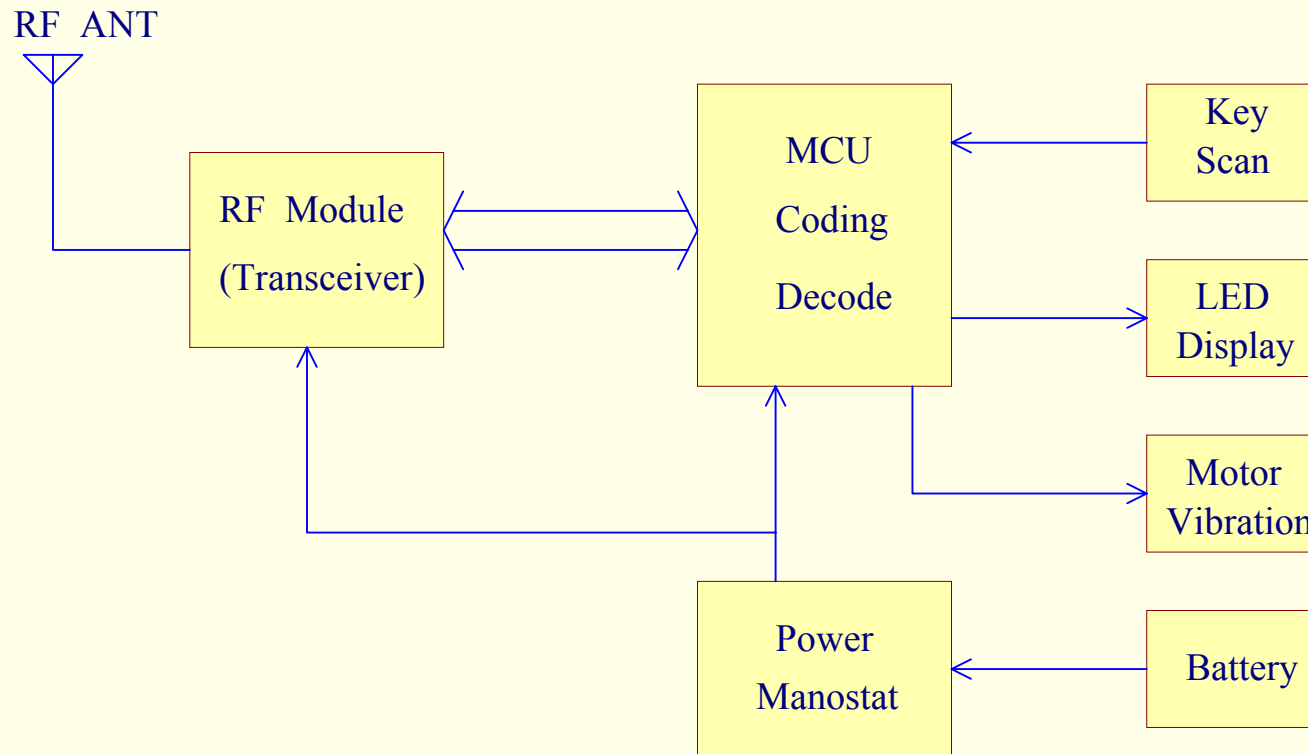 RF ANT
RF Module
(Transceiver)
MCU
Coding
Decode
Key
Scan
LED
Display
Motor
Vibration
Power
Manostat
Battery